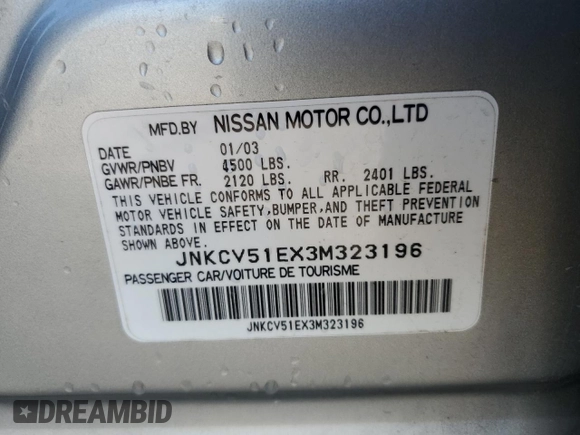 MFD.BY NISSAN MOTOR CO.,LTD
DATE 01/03
GVWR/PNBV 4500 LBS.
GAWR/PNBE FR. 2120 LBS. RR. 2401 LBS.
THIS VEHICLE CONFORMS TO ALL APPLICABLE FEDERAL
MOTOR VEHICLE SAFETY,BUMPER,AND THEFT PREVENTION
STANDARDS IN EFFECT ON THE DATE OF MANUFACTURE
SHOWN ABOVE.
JNKCV51EX3M323196
PASSENGER CAR/VOITURE DE TOURISME
JNKCV51EX3M323196
DREAMBID